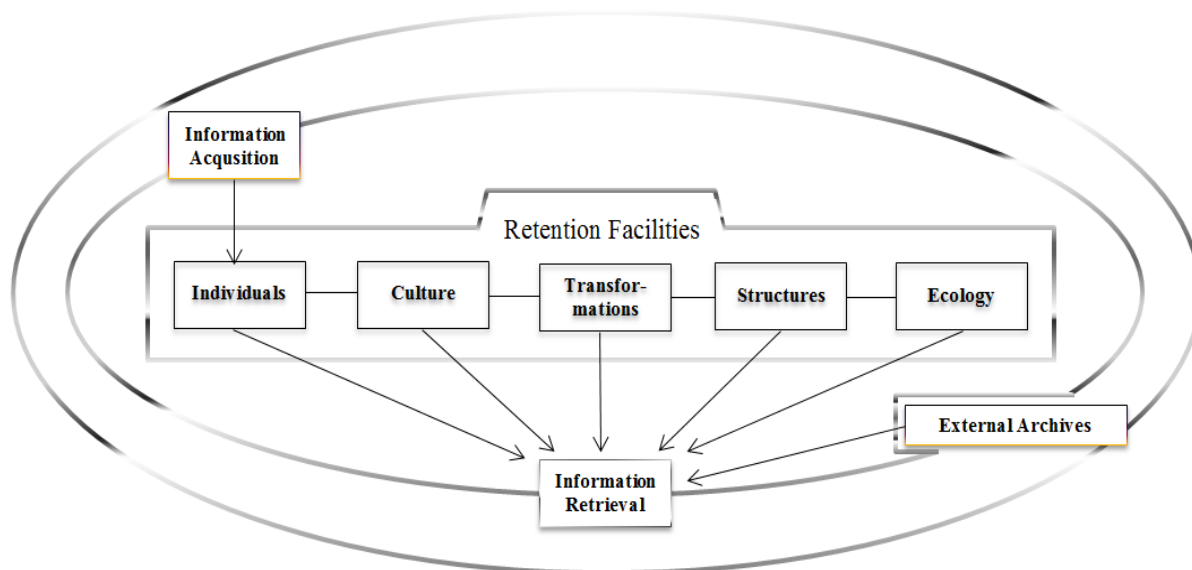 Information
Acqusition
Retention Facilities
Individuals
Culture
Transfor-
mations
Structures
Ecology
External Archives
Information
Retrieval